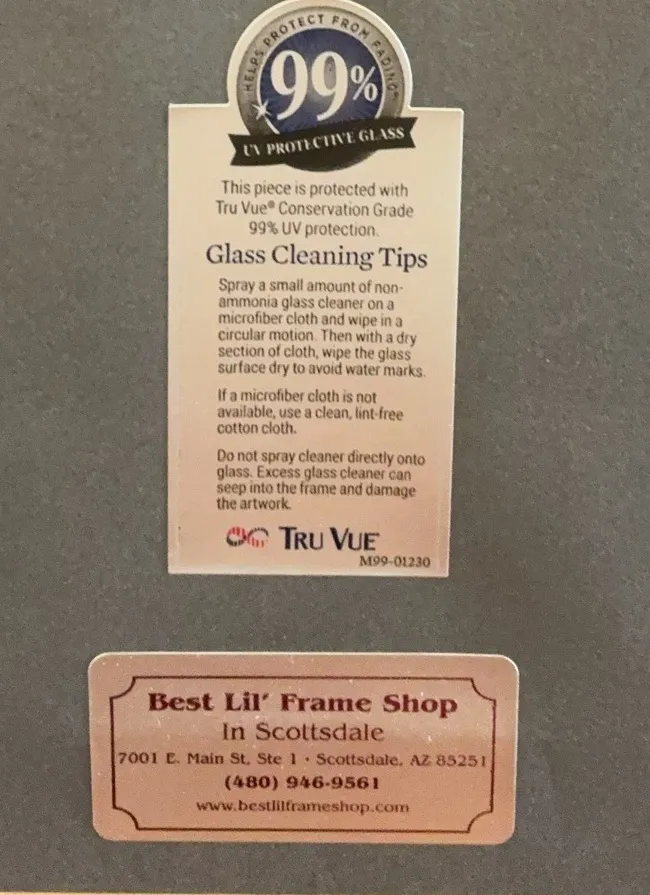 HELPS PROTECT FROM FADING™
99%
UV PROTECTIVE GLASS
This piece is protected with
Tru Vue® Conservation Grade
99% UV protection.
Glass Cleaning Tips
Spray a small amount of non-
ammonia glass cleaner on a
microfiber cloth and wipe in a
circular motion. Then with a dry
section of cloth, wipe the glass
surface dry to avoid water marks.
If a microfiber cloth is not
available, use a clean, lint-free
cotton cloth.
Do not spray cleaner directly onto
glass. Excess glass cleaner can
seep into the frame and damage
the artwork.
TRU VUE
M99-01230
Best Lil' Frame Shop
In Scottsdale
7001 E. Main St, Ste 1 • Scottsdale, AZ 85251
(480) 946-9561
www.bestlilframeshop.com